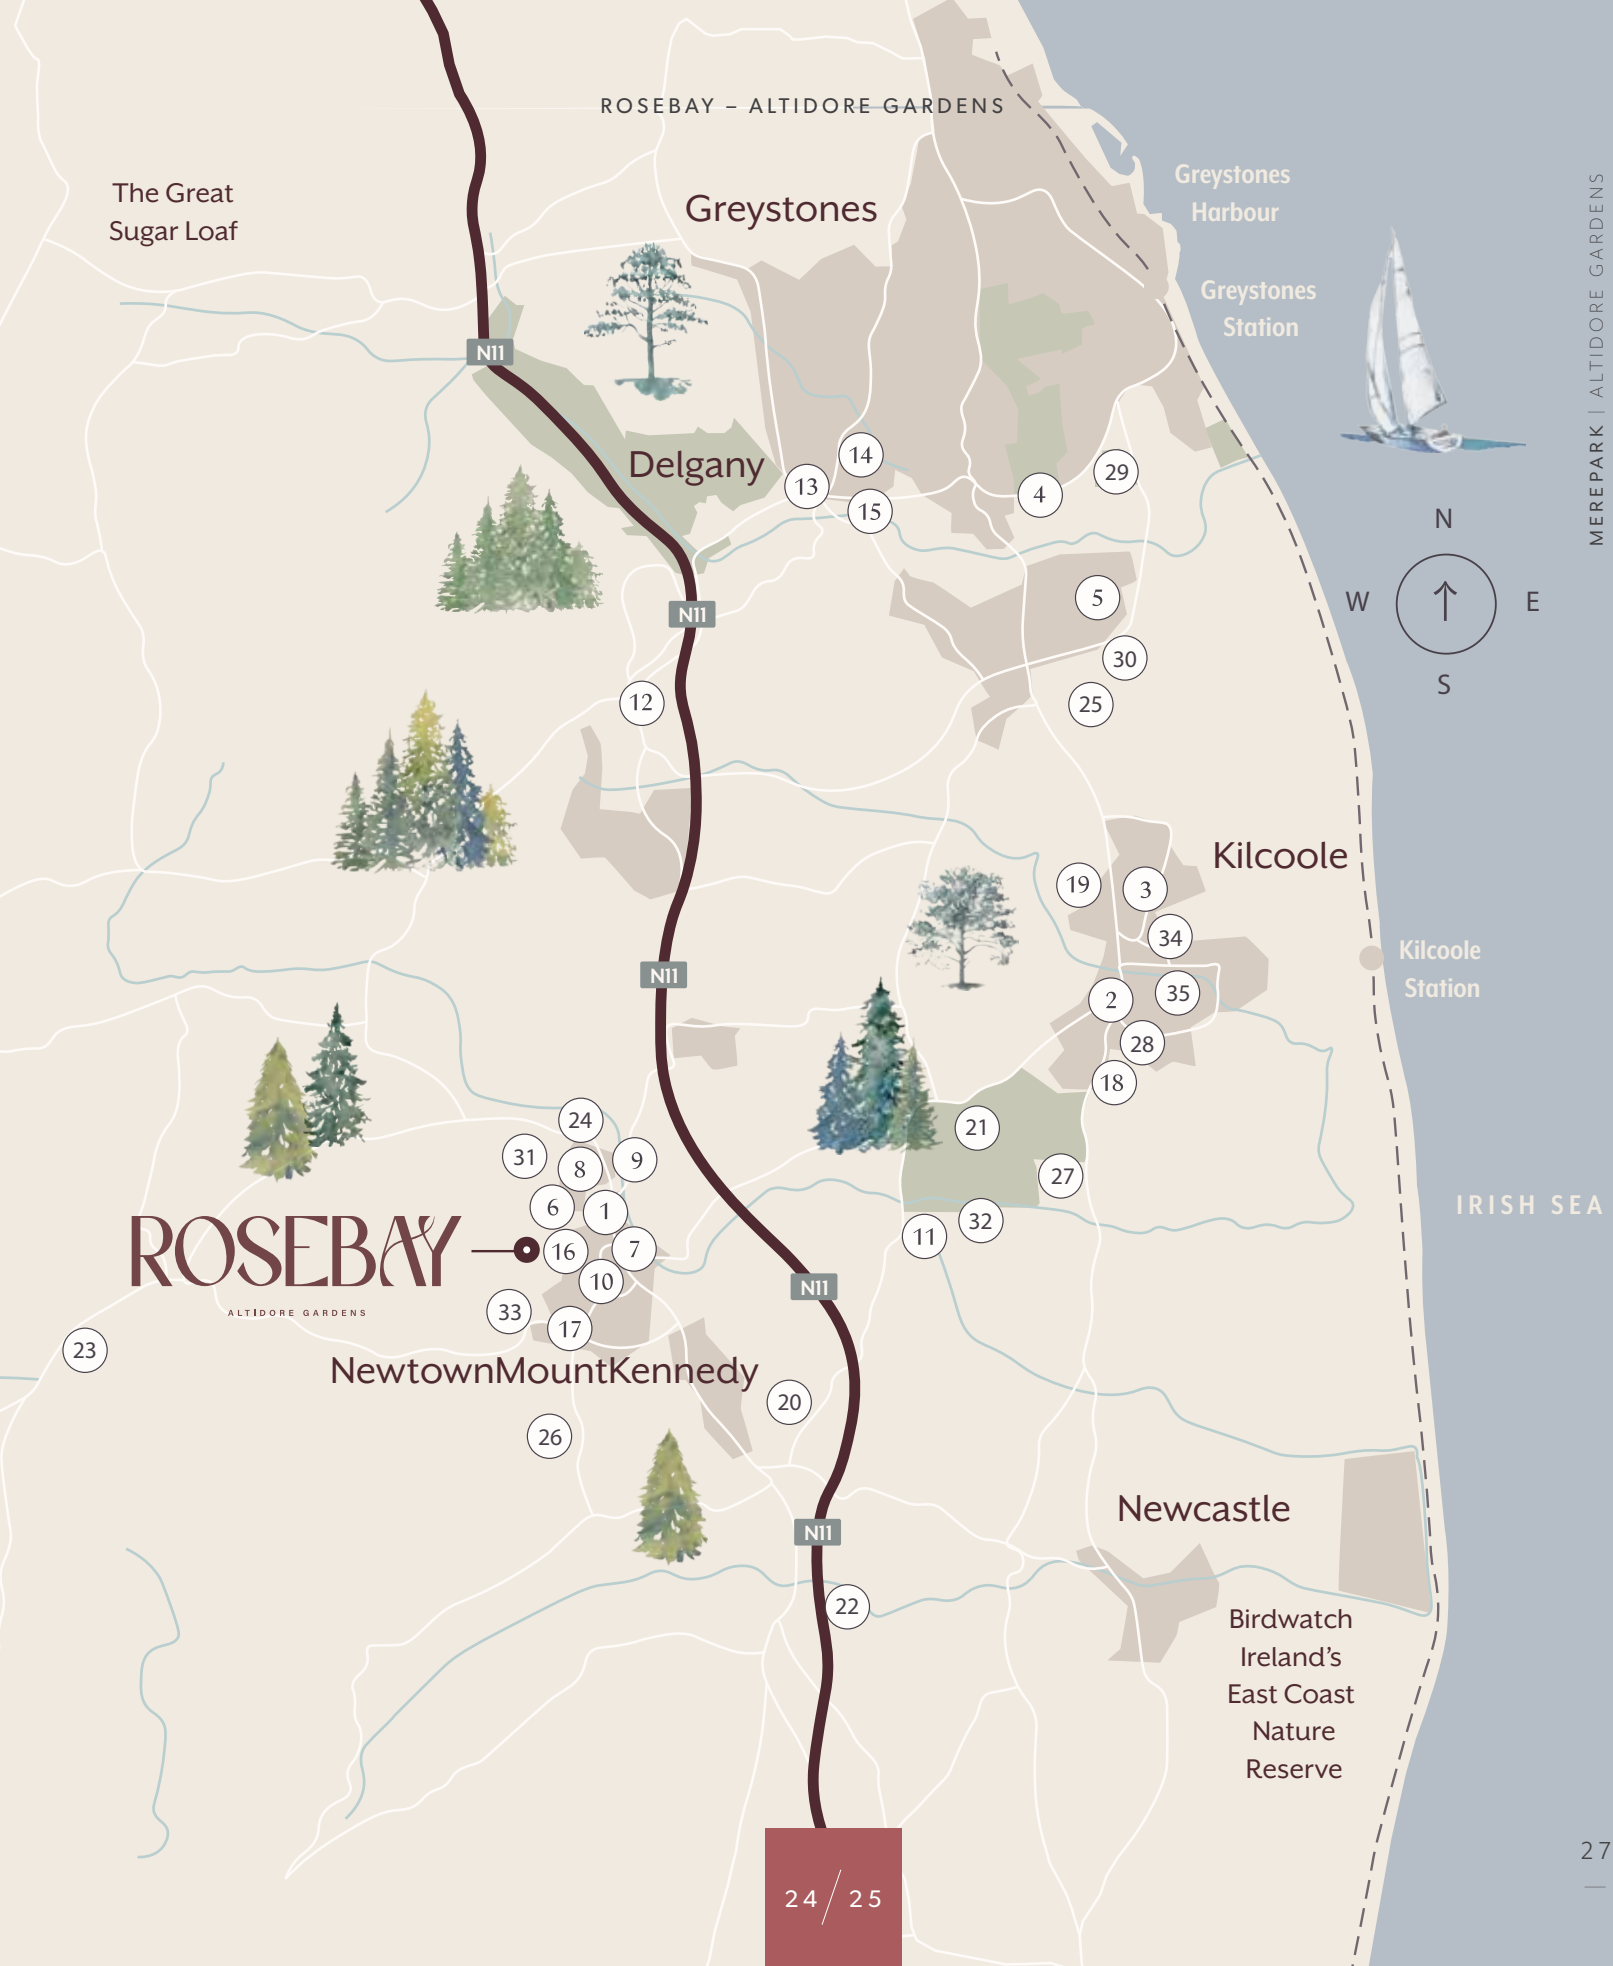 ROSEBAY – ALTIDORE GARDENS
The Great
Sugar Loaf
Greystones
Greystones
Harbour
Greystones
Station
MEREPARK | ALTIDORE GARDENS
N11
Delgany
14
13
15
4
29
N
W
E
S
5
N11
30
25
12
Kilcoole
19
3
34
Kilcoole
Station
N11
2
35
28
18
24
21
31
8
9
27
6
1
32
11
IRISH SEA
ROSEBAY
ALTIDORE GARDENS
16
7
10
N11
33
17
23
NewtownMountKennedy
20
26
Newcastle
N11
22
Birdwatch
Ireland’s
East Coast
Nature
Reserve
27
24/25